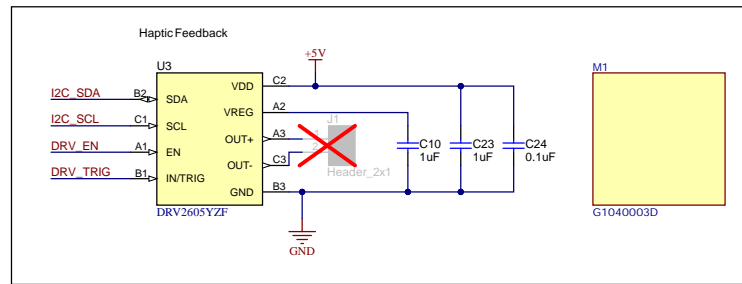 Haptic Feedback
+5V
U3
M1
I2C_SDA
B2
SDA
VDD
C2
I2C_SCL
C1
SCL
VREG
A2
J1
DRV_EN
A1
EN
OUT+
A3
1
2
C10
1uF
C23
1uF
C24
0.1uF
DRV_TRIG
B1
IN/TRIG
OUT-
C3
Header_2x1
GND
B3
DRV2605YZF
G1040003D
GND